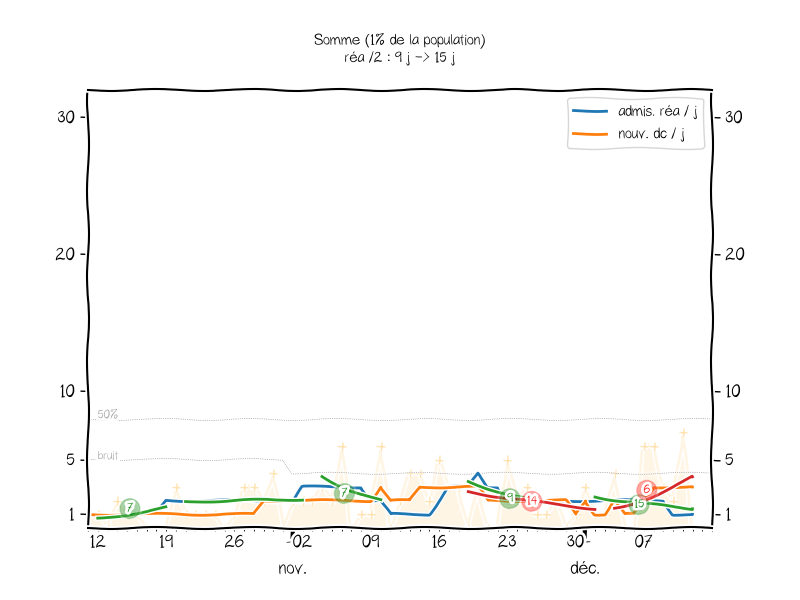 Somme (1% de la population)
réa /2 : 9 j -> 15 j
admis. réa / j
nouv. dc / j
30 30
20 20
10 10
50%
bruit
5 5
1 1
7 7 9 14 15 6
12 19 26 02 09 16 23 30 07
nov. déc.